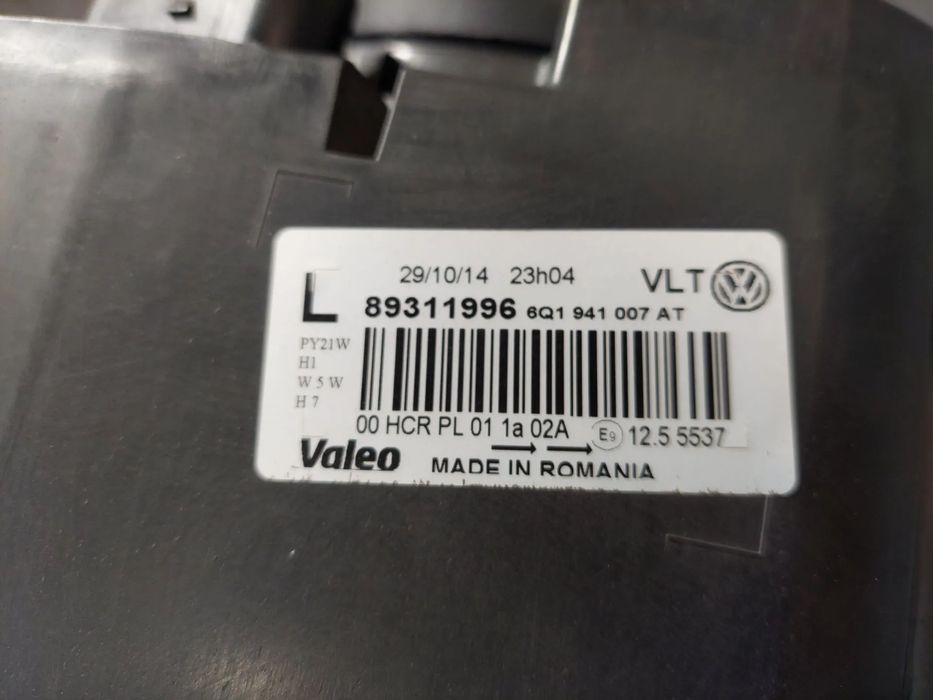 29/10/14 23h04
VLT
L 89311996 6Q1 941 007 AT
PY21W
H1
W 5 W
H 7
00 HCR PL 01 1a 02A E9 12.5 5537
Valeo MADE IN ROMANIA